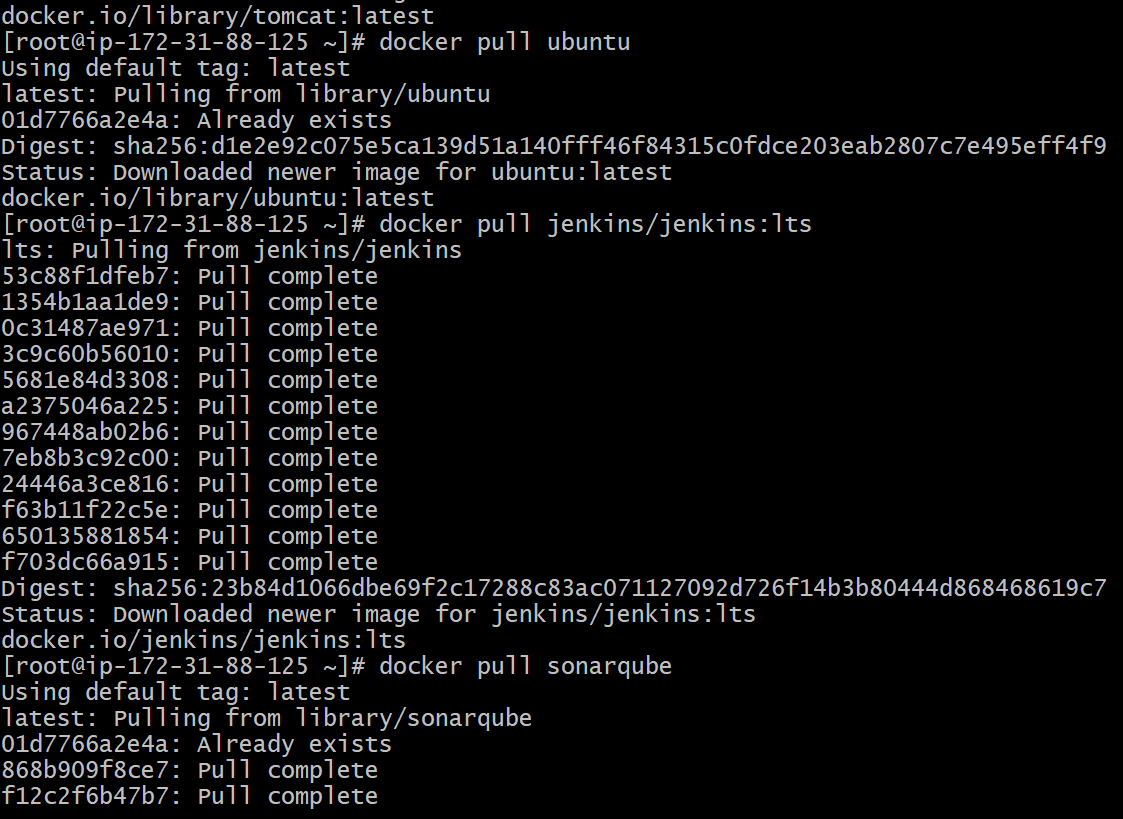 docker.io/library/tomcat:latest
[root@ip-172-31-88-125 ~]# docker pull ubuntu
Using default tag: latest
latest: Pulling from library/ubuntu
01d7766a2e4a: Already exists
Digest: sha256:d1e2e92c075e5ca139d51a140fff46f84315c0fdce203eab2807c7e495eff4f9
Status: Downloaded newer image for ubuntu:latest
docker.io/library/ubuntu:latest
[root@ip-172-31-88-125 ~]# docker pull jenkins/jenkins:lts
lts: Pulling from jenkins/jenkins
53c88f1dfeb7: Pull complete
1354b1aa1de9: Pull complete
0c31487ae971: Pull complete
3c9c60b56010: Pull complete
5681e84d3308: Pull complete
a2375046a225: Pull complete
967448ab02b6: Pull complete
7eb8b3c92c00: Pull complete
24446a3ce816: Pull complete
f63b11f22c5e: Pull complete
650135881854: Pull complete
f703dc66a915: Pull complete
Digest: sha256:23b84d1066dbe69f2c17288c83ac071127092d726f14b3b80444d868468619c7
Status: Downloaded newer image for jenkins/jenkins:lts
docker.io/jenkins/jenkins:lts
[root@ip-172-31-88-125 ~]# docker pull sonarqube
Using default tag: latest
latest: Pulling from library/sonarqube
01d7766a2e4a: Already exists
868b909f8ce7: Pull complete
f12c2f6b47b7: Pull complete